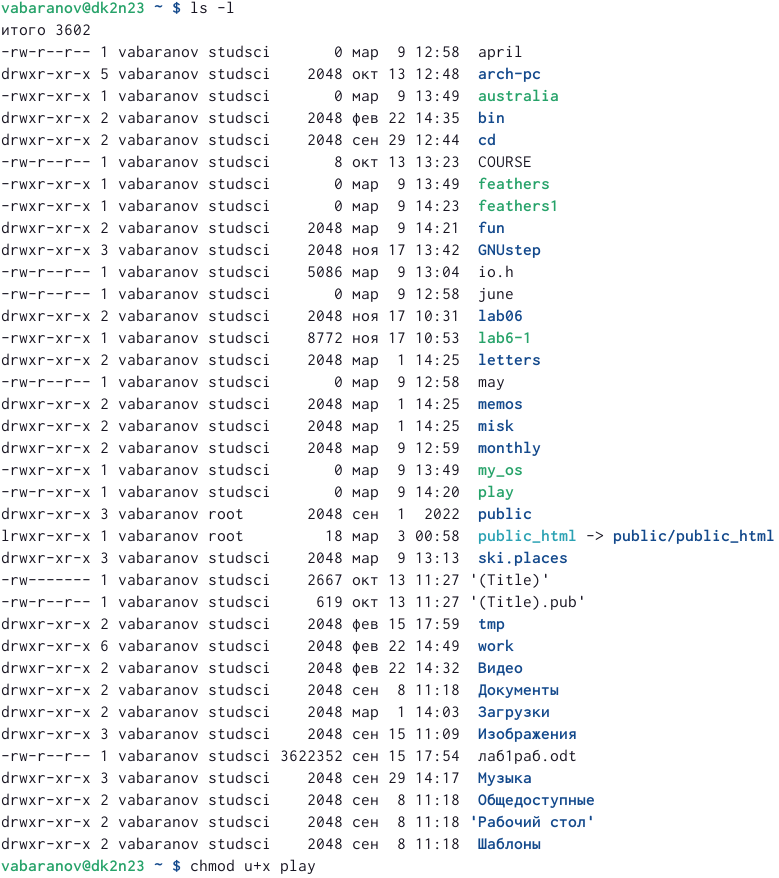 vabaranov@dk2n23 ~ $ ls -l
итого 3602
-rw-r--r-- 1 vabaranov studsci       0 мар  9 12:58  april
drwxr-xr-x 5 vabaranov studsci    2048 окт 13 12:48  arch-pc
-rwxr-xr-x 1 vabaranov studsci       0 мар  9 13:49  australia
drwxr-xr-x 2 vabaranov studsci    2048 фев 22 14:35  bin
drwxr-xr-x 2 vabaranov studsci    2048 сен 29 12:44  cd
-rw-r--r-- 1 vabaranov studsci       8 окт 13 13:23  COURSE
-rwxr-xr-x 1 vabaranov studsci       0 мар  9 13:49  feathers
-rwxr-xr-x 1 vabaranov studsci       0 мар  9 14:23  feathers1
drwxr-xr-x 2 vabaranov studsci    2048 мар  9 14:21  fun
drwxr-xr-x 3 vabaranov studsci    2048 ноя 17 13:42  GNUstep
-rw-r--r-- 1 vabaranov studsci    5086 мар  9 13:04  io.h
-rw-r--r-- 1 vabaranov studsci       0 мар  9 12:58  june
drwxr-xr-x 2 vabaranov studsci    2048 ноя 17 10:31  lab06
-rwxr-xr-x 1 vabaranov studsci    8772 ноя 17 10:53  lab6-1
drwxr-xr-x 2 vabaranov studsci    2048 мар  1 14:25  letters
-rw-r--r-- 1 vabaranov studsci       0 мар  9 12:58  may
drwxr-xr-x 2 vabaranov studsci    2048 мар  1 14:25  memos
drwxr-xr-x 2 vabaranov studsci    2048 мар  1 14:25  misk
drwxr-xr-x 2 vabaranov studsci    2048 мар  9 12:59  monthly
-rwxr-xr-x 1 vabaranov studsci       0 мар  9 13:49  my_os
-rwxr--r-- 1 vabaranov studsci       0 мар  9 14:20  play
drwxr-xr-x 3 vabaranov root       2048 сен  1  2022  public
lrwxr-xr-x 1 vabaranov root         18 мар  3 00:58  public_html -> public/public_html
drwxr-xr-x 3 vabaranov studsci    2048 мар  9 13:13  ski.places
-rw------- 1 vabaranov studsci    2667 окт 13 11:27 '(Title)'
-rw-r--r-- 1 vabaranov studsci     619 окт 13 11:27 '(Title).pub'
drwxr-xr-x 2 vabaranov studsci    2048 фев 15 17:59  tmp
drwxr-xr-x 6 vabaranov studsci    2048 фев 22 14:49  work
drwxr-xr-x 2 vabaranov studsci    2048 фев 22 14:32  Видео
drwxr-xr-x 2 vabaranov studsci    2048 сен  8 11:18  Документы
drwxr-xr-x 2 vabaranov studsci    2048 мар  1 14:03  Загрузки
drwxr-xr-x 3 vabaranov studsci    2048 сен 15 11:09  Изображения
-rw-r--r-- 1 vabaranov studsci 3622352 сен 15 17:54  лаб1раб.odt
drwxr-xr-x 3 vabaranov studsci    2048 сен 29 14:17  Музыка
drwxr-xr-x 2 vabaranov studsci    2048 сен  8 11:18  Общедоступные
drwxr-xr-x 2 vabaranov studsci    2048 сен  8 11:18 'Рабочий стол'
drwxr-xr-x 2 vabaranov studsci    2048 сен  8 11:18  Шаблоны
vabaranov@dk2n23 ~ $ chmod u+x play